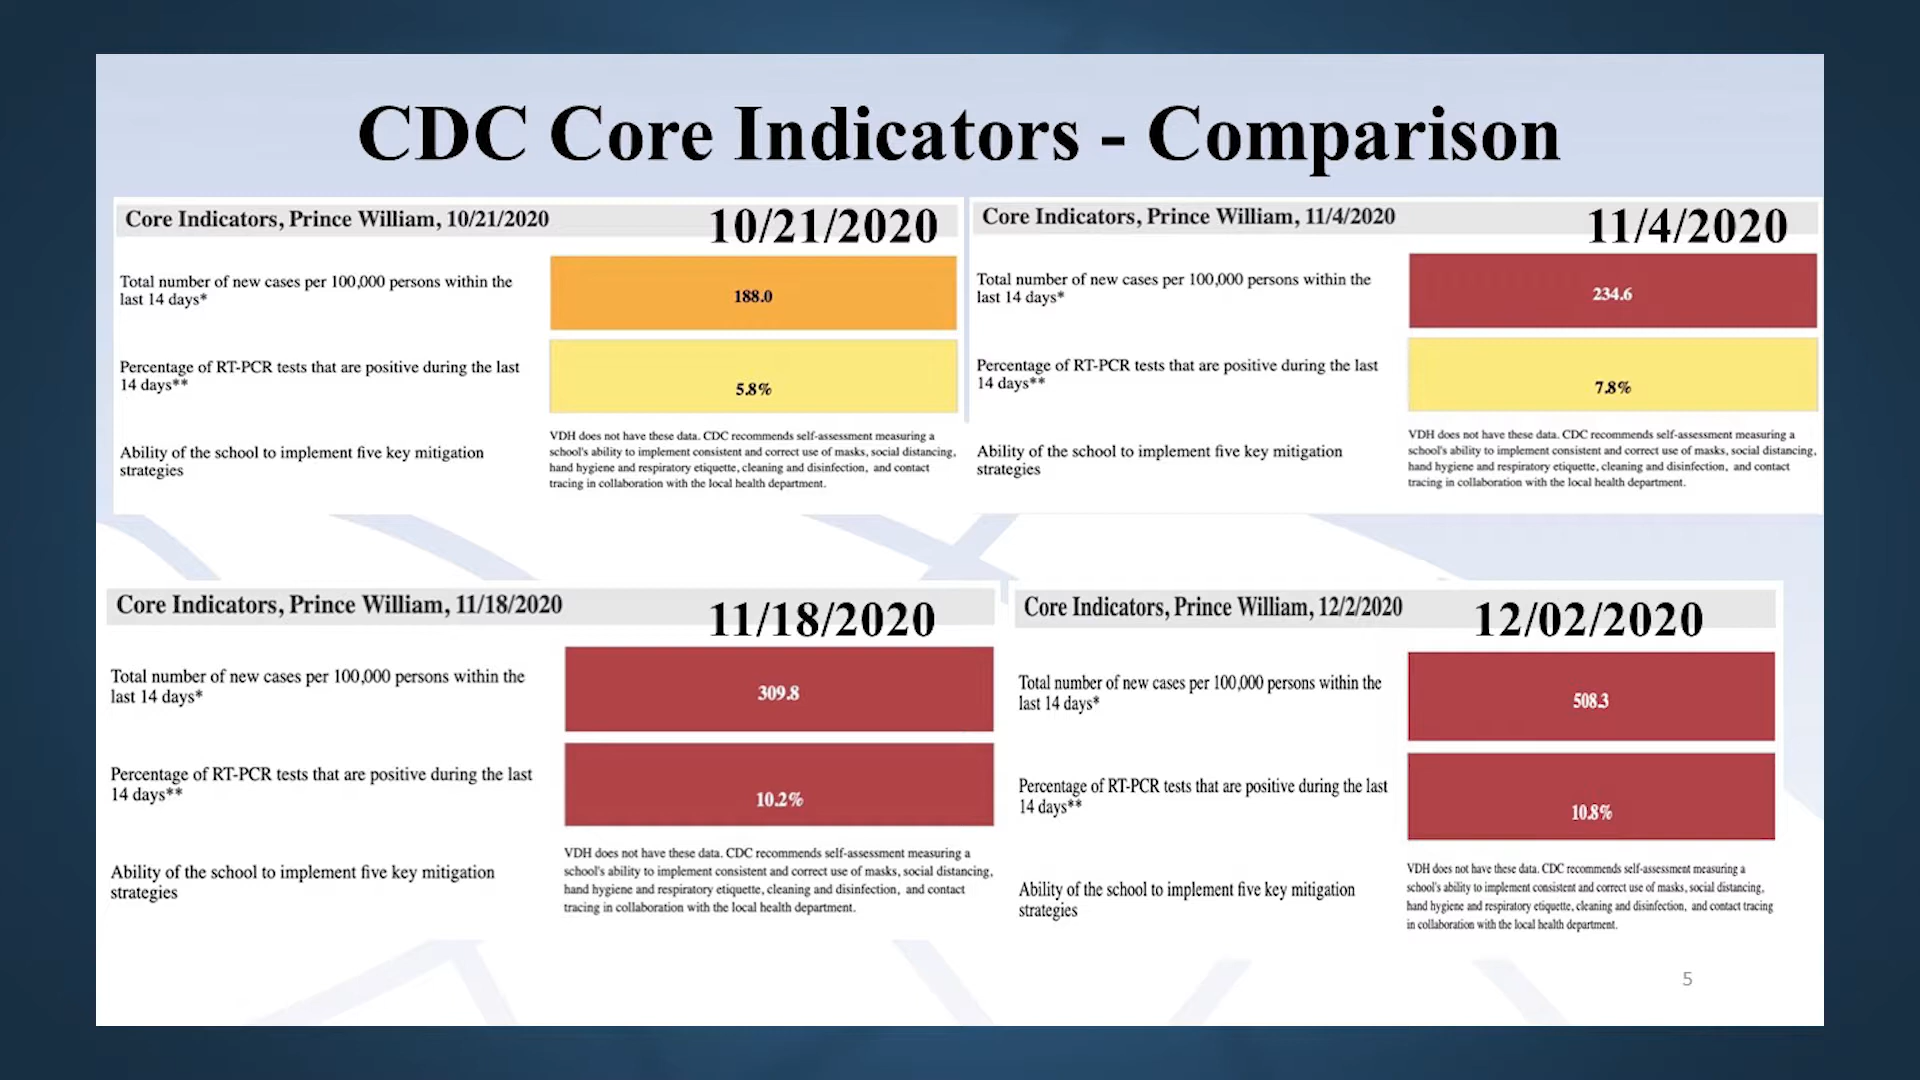 CDC Core Indicators - Comparison
Core Indicators, Prince William, 10/21/2020
10/21/2020
Total number of new cases per 100,000 persons within the
last 14 days*
188.0
Percentage of RT-PCR tests that are positive during the last
14 days**
5.8%
Ability of the school to implement five key mitigation
strategies
VDH does not have these data. CDC recommends self-assessment measuring a
school's ability to implement consistent and correct use of masks, social distancing,
hand hygiene and respiratory etiquette, cleaning and disinfection, and contact
tracing in collaboration with the local health department.
Core Indicators, Prince William, 11/4/2020
11/4/2020
Total number of new cases per 100,000 persons within the
last 14 days*
234.6
Percentage of RT-PCR tests that are positive during the last
14 days**
7.8%
Ability of the school to implement five key mitigation
strategies
VDH does not have these data. CDC recommends self-assessment measuring a
school's ability to implement consistent and correct use of masks, social distancing,
hand hygiene and respiratory etiquette, cleaning and disinfection, and contact
tracing in collaboration with the local health department.
Core Indicators, Prince William, 11/18/2020
11/18/2020
Total number of new cases per 100,000 persons within the
last 14 days*
309.8
Percentage of RT-PCR tests that are positive during the last
14 days**
10.2%
Ability of the school to implement five key mitigation
strategies
VDH does not have these data. CDC recommends self-assessment measuring a
school's ability to implement consistent and correct use of masks, social distancing,
hand hygiene and respiratory etiquette, cleaning and disinfection, and contact
tracing in collaboration with the local health department.
Core Indicators, Prince William, 12/2/2020
12/02/2020
Total number of new cases per 100,000 persons within the
last 14 days*
508.3
Percentage of RT-PCR tests that are positive during the last
14 days**
10.8%
Ability of the school to implement five key mitigation
strategies
VDH does not have these data. CDC recommends self-assessment measuring a
school's ability to implement consistent and correct use of masks, social distancing,
hand hygiene and respiratory etiquette, cleaning and disinfection, and contact tracing
in collaboration with the local health department.
5